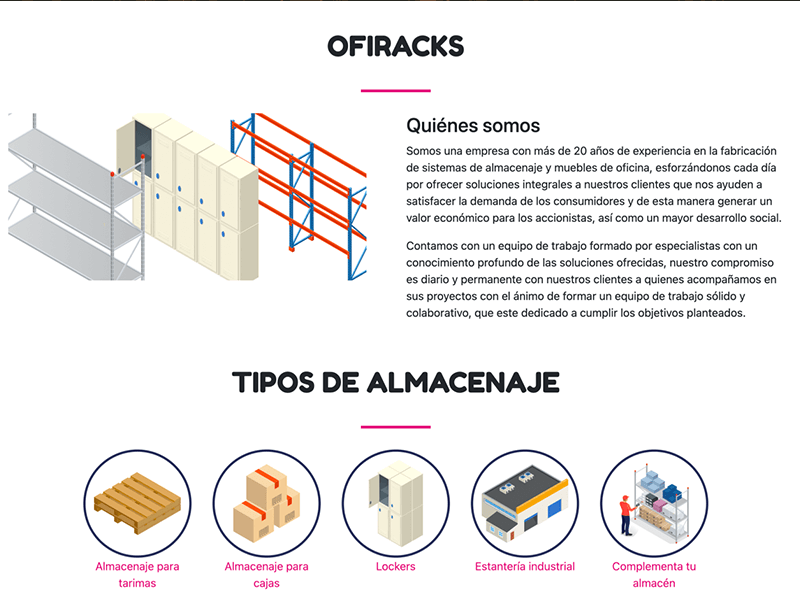 OFIRACKS
Quiénes somos
Somos una empresa con más de 20 años de experiencia en la fabricación
de sistemas de almacenaje y muebles de oficina, esforzándonos cada día
por ofrecer soluciones integrales a nuestros clientes que nos ayuden a
satisfacer la demanda de los consumidores y de esta manera generar un
valor económico para los accionistas, así como un mayor desarrollo social.
Contamos con un equipo de trabajo formado por especialistas con un
conocimiento profundo de las soluciones ofrecidas, nuestro compromiso
es diario y permanente con nuestros clientes a quienes acompañamos en
sus proyectos con el ánimo de formar un equipo de trabajo sólido y
colaborativo, que este dedicado a cumplir los objetivos planteados.
TIPOS DE ALMACENAJE
Almacenaje para
tarimas
Almacenaje para
cajas
Lockers
Estantería industrial
Complementa tu
almacén